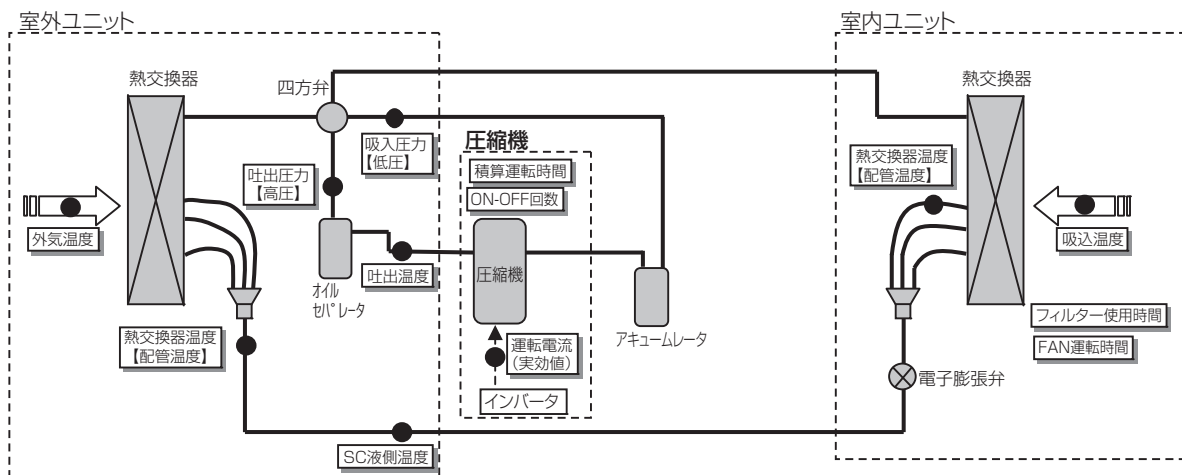 室外ユニット
室内ユニット
熱交換器
四方弁
熱交換器
吸入圧力
【低圧】
圧縮機
積算運転時間
ON-OFF回数
吐出圧力
【高圧】
熱交換器温度
【配管温度】
外気温度
吸込温度
吐出温度
圧縮機
オイル
セパレータ
アキュームレータ
熱交換器温度
【配管温度】
運転電流
(実効値)
インバータ
フィルター使用時間
FAN運転時間
電子膨張弁
SC液側温度